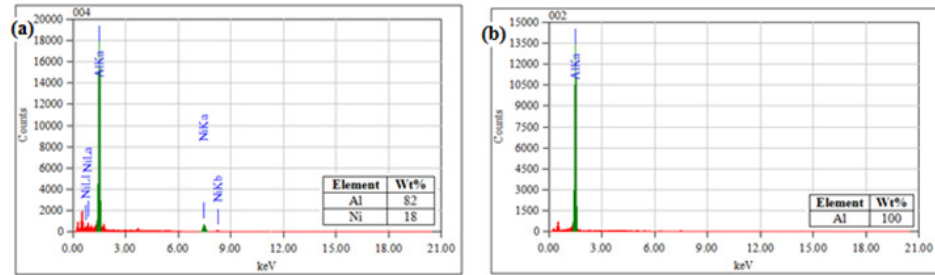 (a)
004
Counts
20000
18000
16000
14000
12000
10000
8000
6000
4000
2000
0
NiLl
NiLa
AlKa
NiKa
NiKb
Element Wt%
Al 82
Ni 18
0.00 3.00 6.00 9.00 12.00 15.00 18.00 21.00
keV
(b)
002
Counts
15000
13500
12000
10500
9000
7500
6000
4500
3000
1500
0
AlKa
Element Wt%
Al 100
0.00 3.00 6.00 9.00 12.00 15.00 18.00 21.00
keV